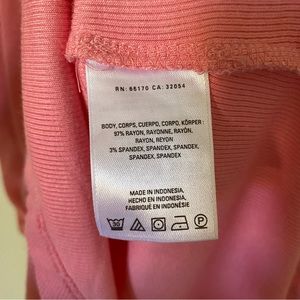 RN: 66170 CA: 32054
BODY, CORPS, CUERPO, CORPO, KÖRPER:
97% RAYON, RAYONNE, RAYÓN,
RAYON, REYON
3% SPANDEX, SPANDEX, SPANDEX,
SPANDEX, SPANDEX
MADE IN INDONESIA,
HECHO EN INDONESIA,
FABRIQUÉ EN INDONÉSIE
P